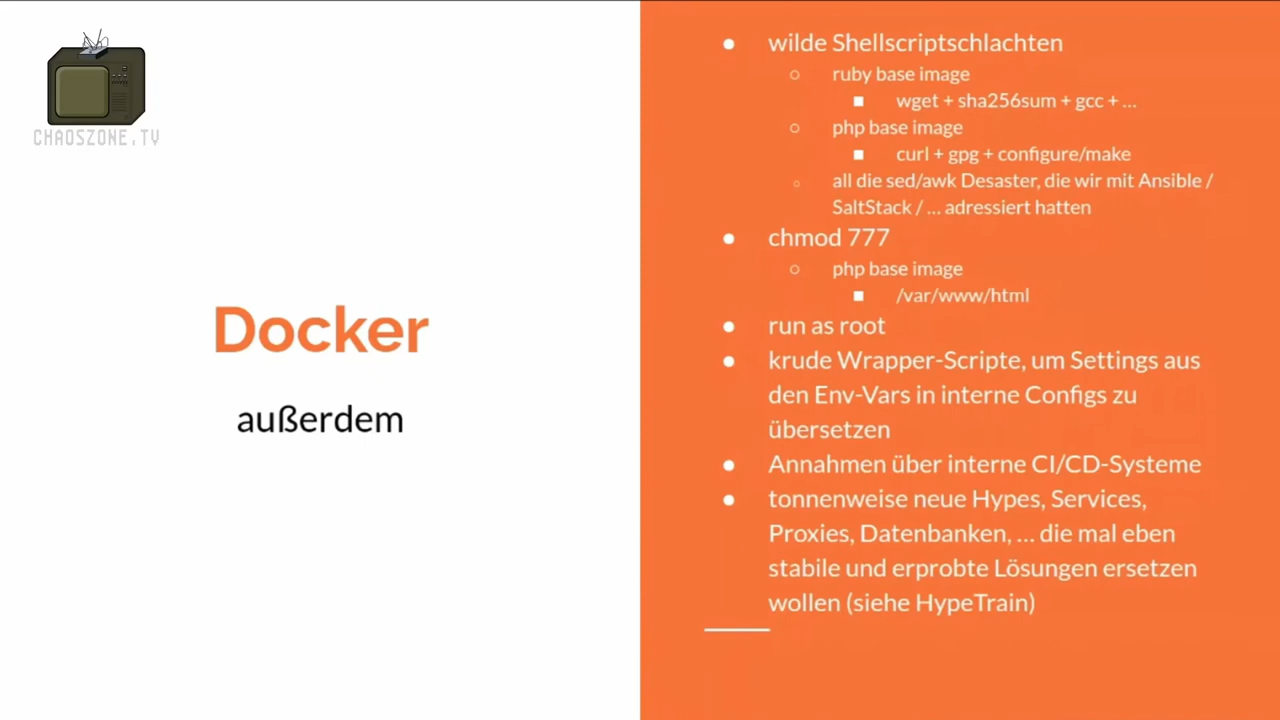 CHAOSZONE.TV
Docker
außerdem
wilde Shellscriptschlachten
ruby base image
wget + sha256sum + gcc + ...
php base image
curl + gpg + configure/make
all die sed/awk Desaster, die wir mit Ansible /
SaltStack / ... adressiert hatten
chmod 777
php base image
/var/www/html
run as root
krude Wrapper-Scripte, um Settings aus
den Env-Vars in interne Configs zu
übersetzen
Annahmen über interne CI/CD-Systeme
tonnenweise neue Hypes, Services,
Proxies, Datenbanken, ... die mal eben
stabile und erprobte Lösungen ersetzen
wollen (siehe HypeTrain)